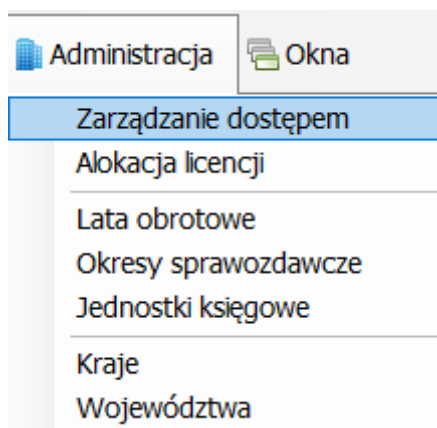 Administracja Okna
Zarządzanie dostępem
Alokacja licencji
Lata obrotowe
Okresy sprawozdawcze
Jednostki księgowe
Kraje
Województwa